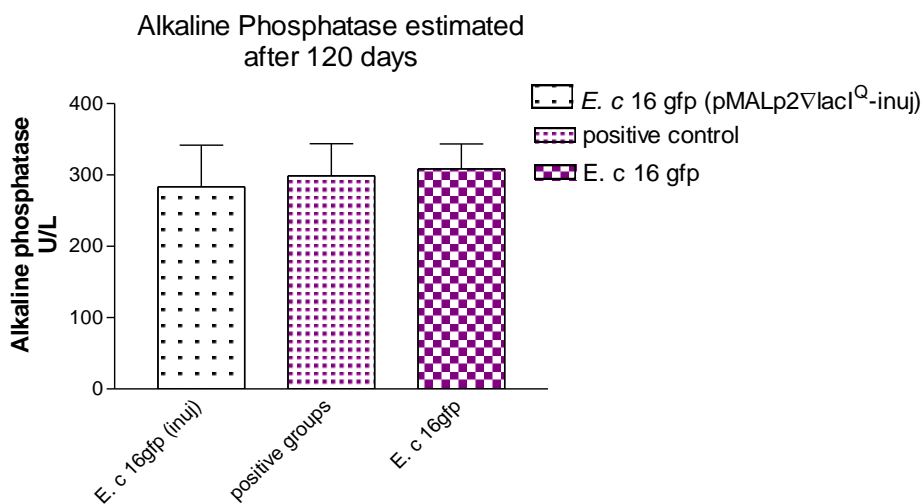 Alkaline Phosphatase estimated
after 120 days
Alkaline phosphatase
U/L
400
300
200
100
0
E. c 16gfp (inuj)
positive groups
E. c 16gfp
E. c 16 gfp (pMALp2∇lacI^Q-inuj)
positive control
E. c 16 gfp